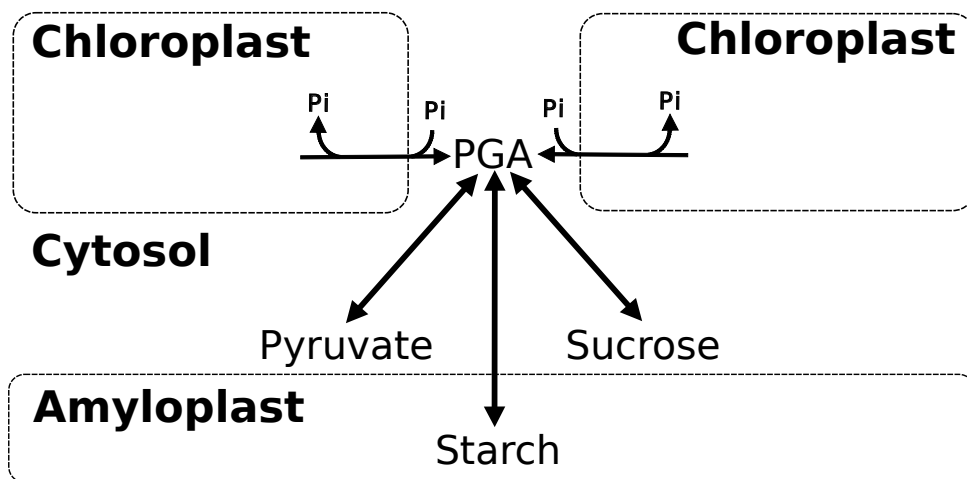 Chloroplast
Chloroplast
Pi
Pi
Pi
Pi
PGA
Cytosol
Pyruvate
Sucrose
Amyloplast
Starch